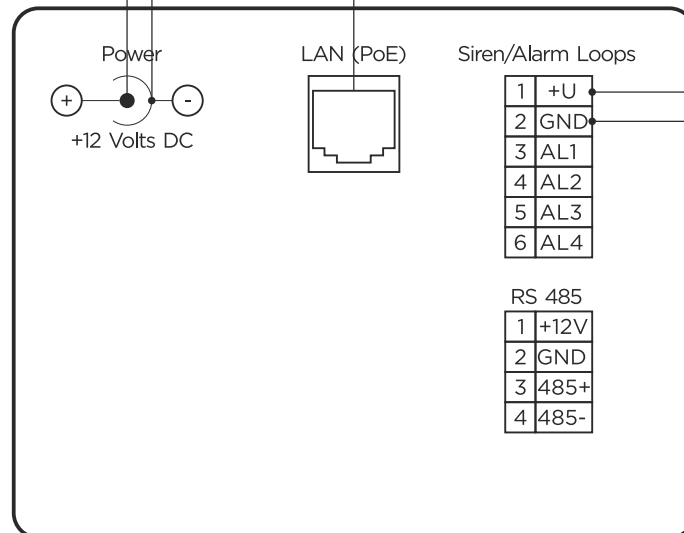 Power
+
-
+12 Volts DC
LAN (PoE)
Siren/Alarm Loops
1 +U
2 GND
3 AL1
4 AL2
5 AL3
6 AL4
RS 485
1 +12V
2 GND
3 485+
4 485-